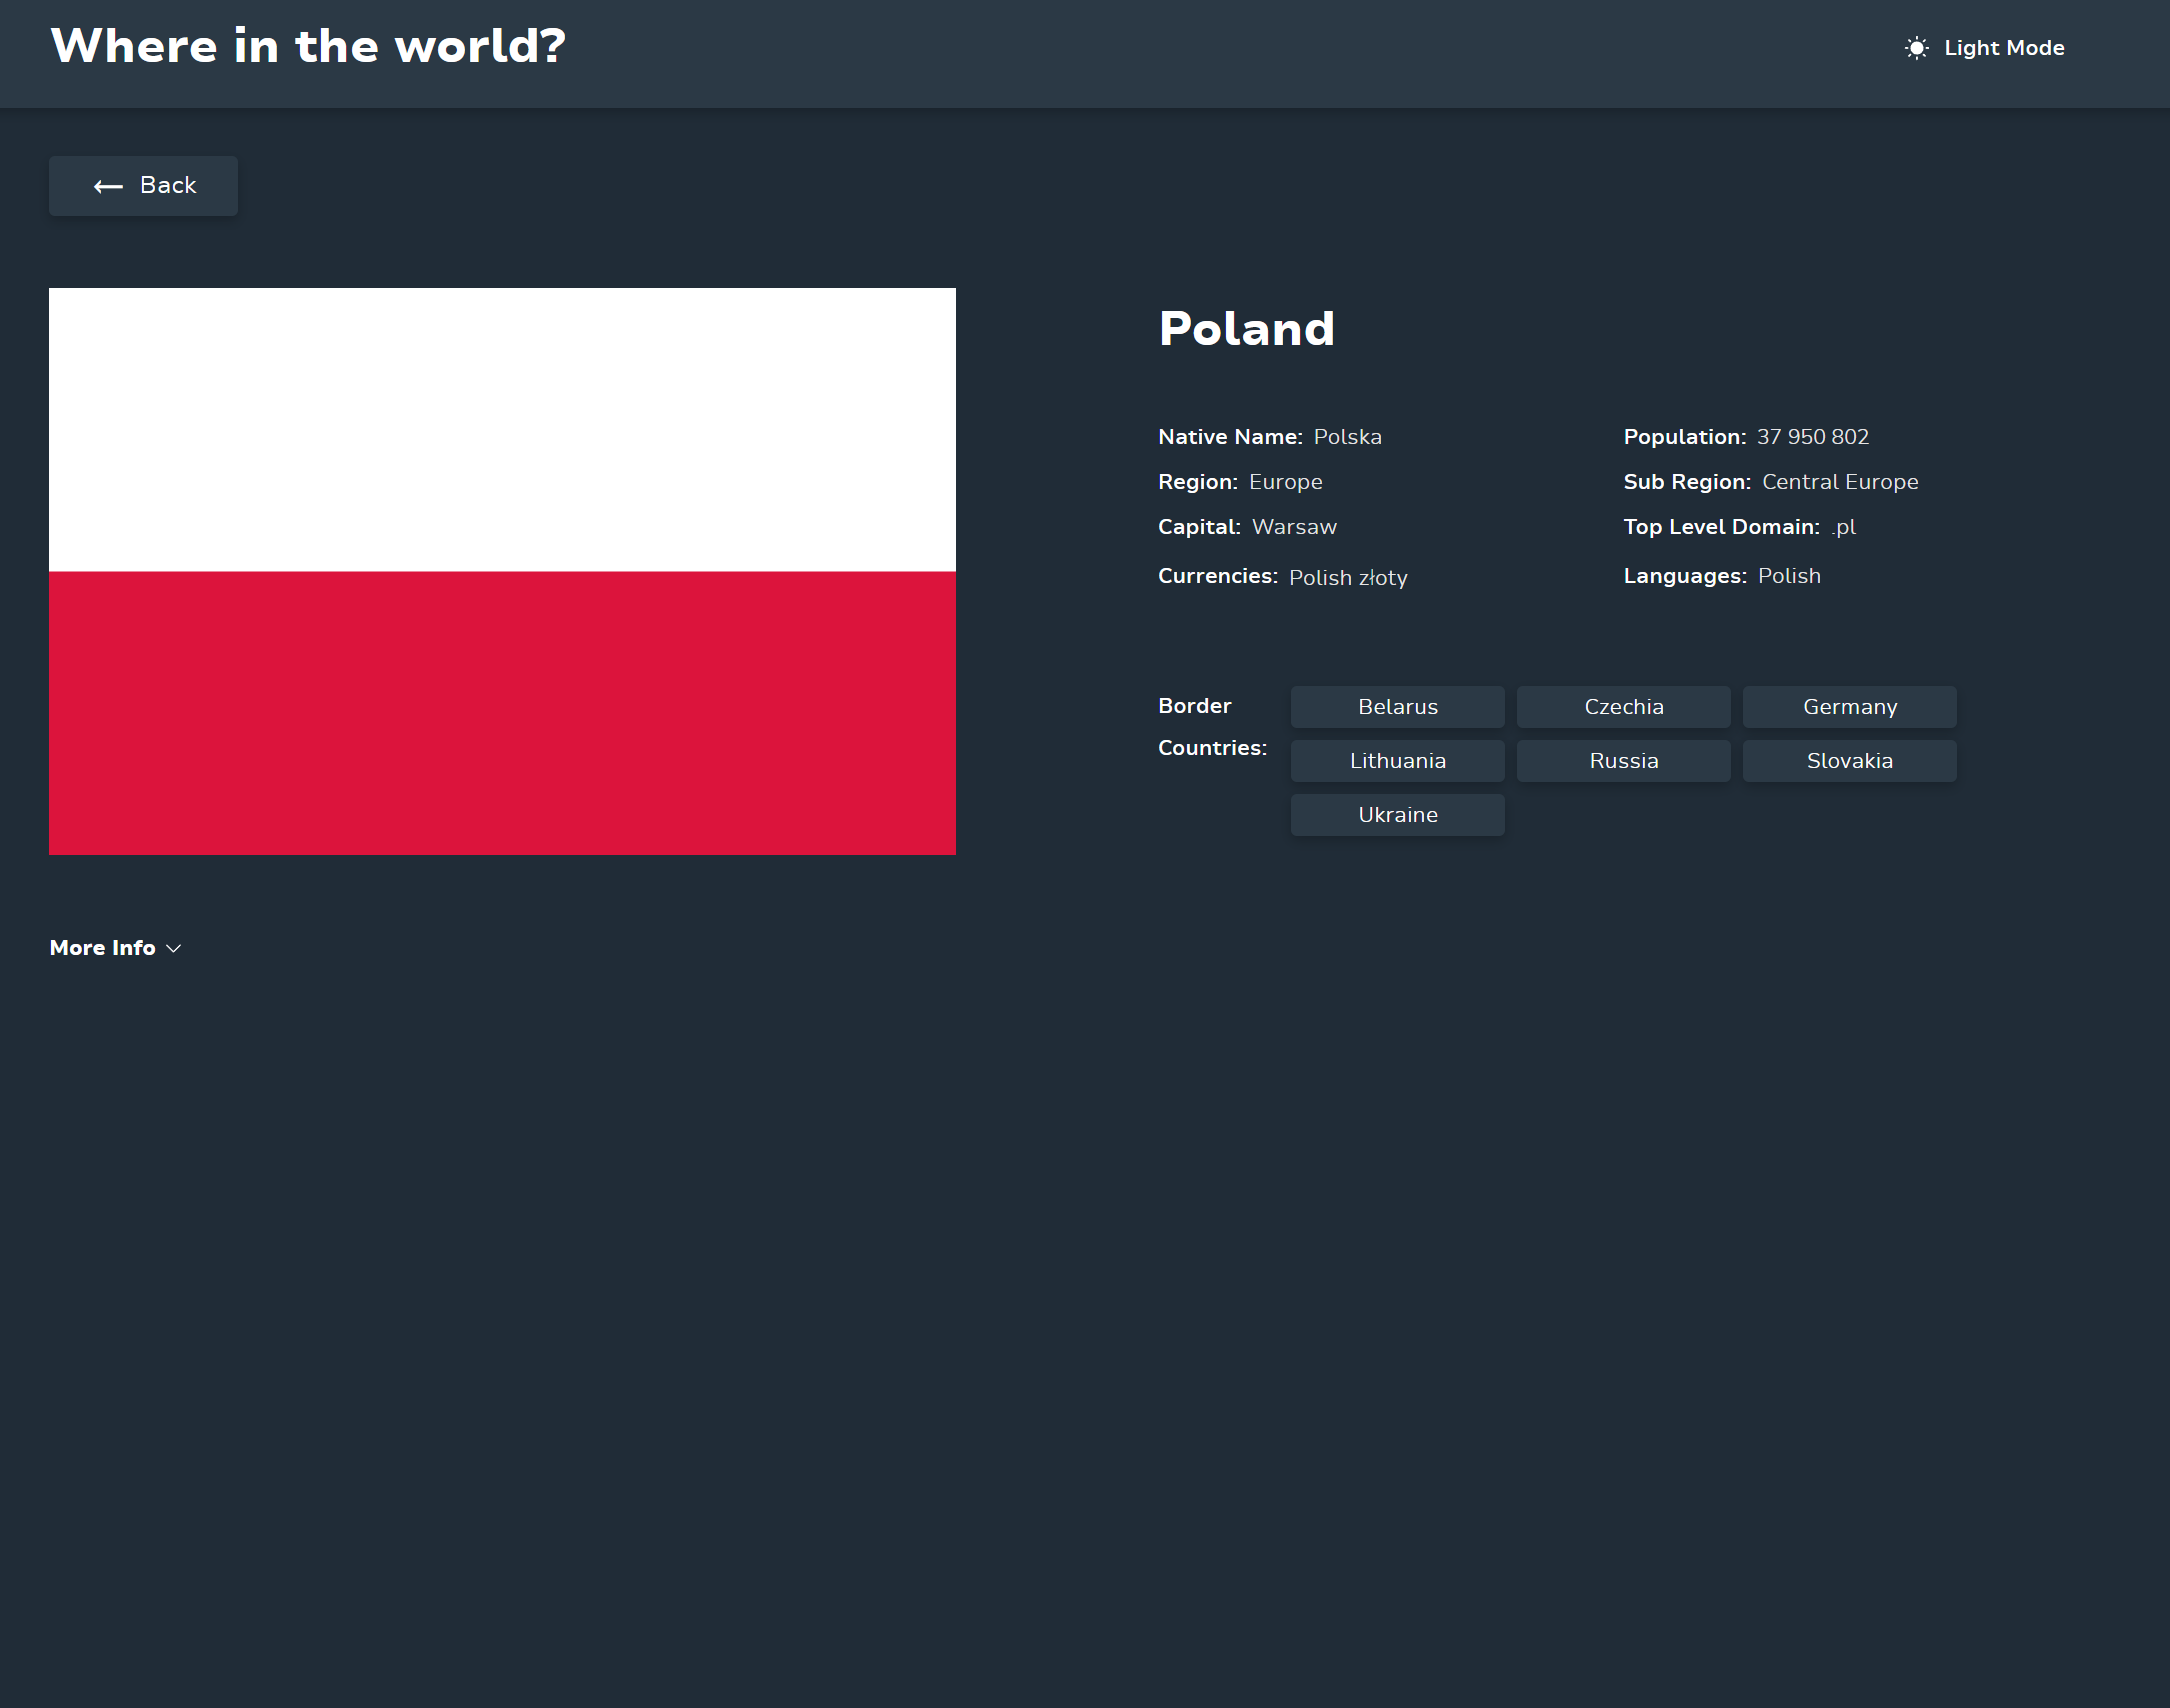 Where in the world?
Light Mode
Back
Poland
Native Name: Polska
Population: 37 950 802
Region: Europe
Sub Region: Central Europe
Capital: Warsaw
Top Level Domain: .pl
Currencies: Polish złoty
Languages: Polish
Border
Countries:
Belarus Czechia Germany
Lithuania Russia Slovakia
Ukraine
More Info